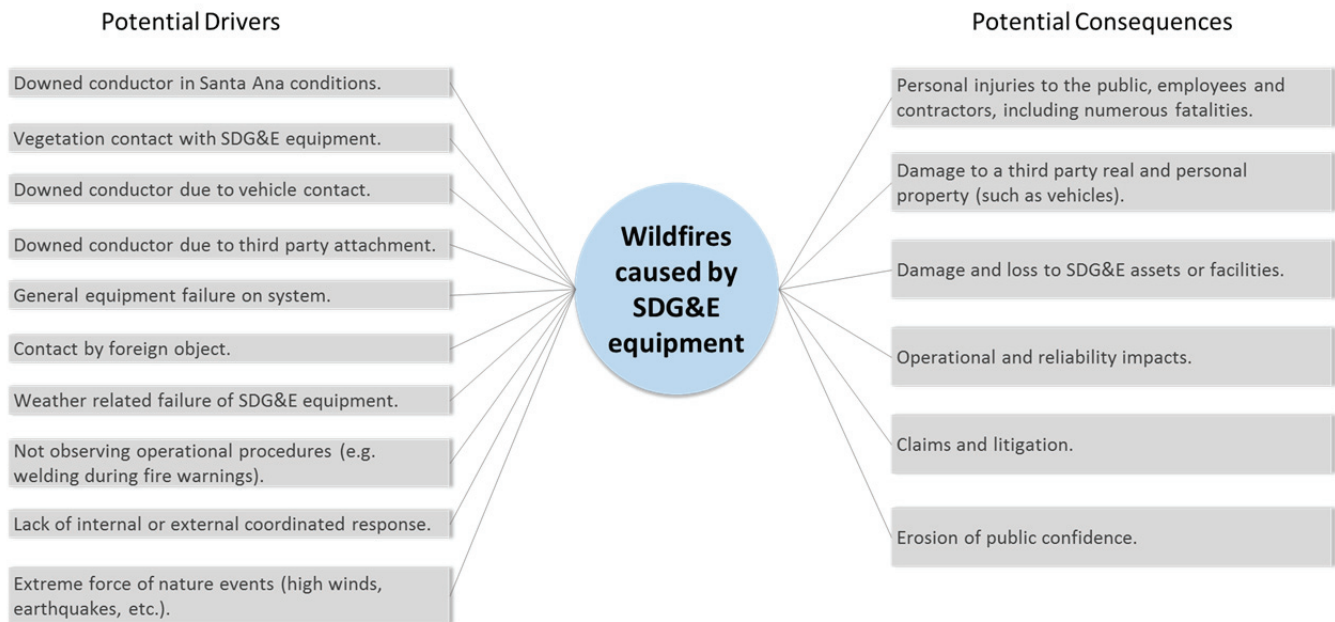 Potential Drivers
Downed conductor in Santa Ana conditions.
Vegetation contact with SDG&E equipment.
Downed conductor due to vehicle contact.
Downed conductor due to third party attachment.
General equipment failure on system.
Contact by foreign object.
Weather related failure of SDG&E equipment.
Not observing operational procedures (e.g.
welding during fire warnings).
Lack of internal or external coordinated response.
Extreme force of nature events (high winds,
earthquakes, etc.).
Wildfires
caused by
SDG&E
equipment
Potential Consequences
Personal injuries to the public, employees and
contractors, including numerous fatalities.
Damage to a third party real and personal
property (such as vehicles).
Damage and loss to SDG&E assets or facilities.
Operational and reliability impacts.
Claims and litigation.
Erosion of public confidence.